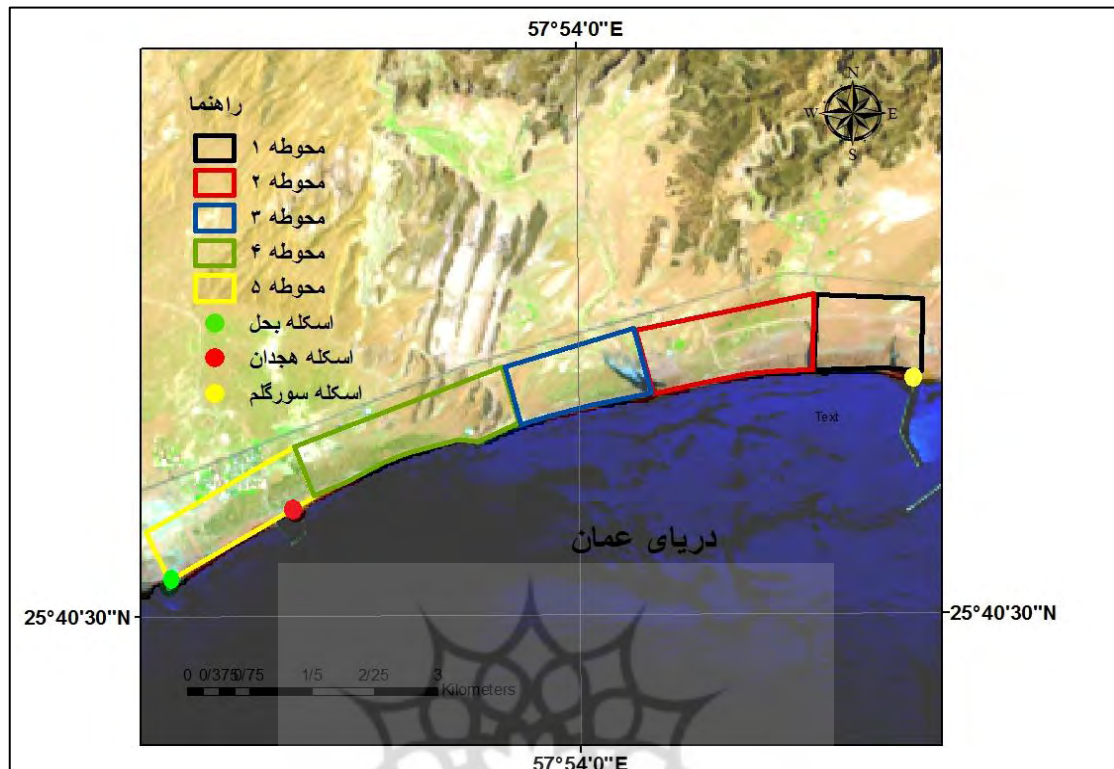 57°54'0"E
N
W E
S
راهنما
محوطه ۱
محوطه ۲
محوطه ۳
محوطه ۴
محوطه ۵
اسکله بحل
اسکله هجدان
اسکله سورگلم
Text
دریای عمان
25°40'30"N 25°40'30"N
0 0/375 0/75 1/5 2/25 3
Kilometers
57°54'0"E